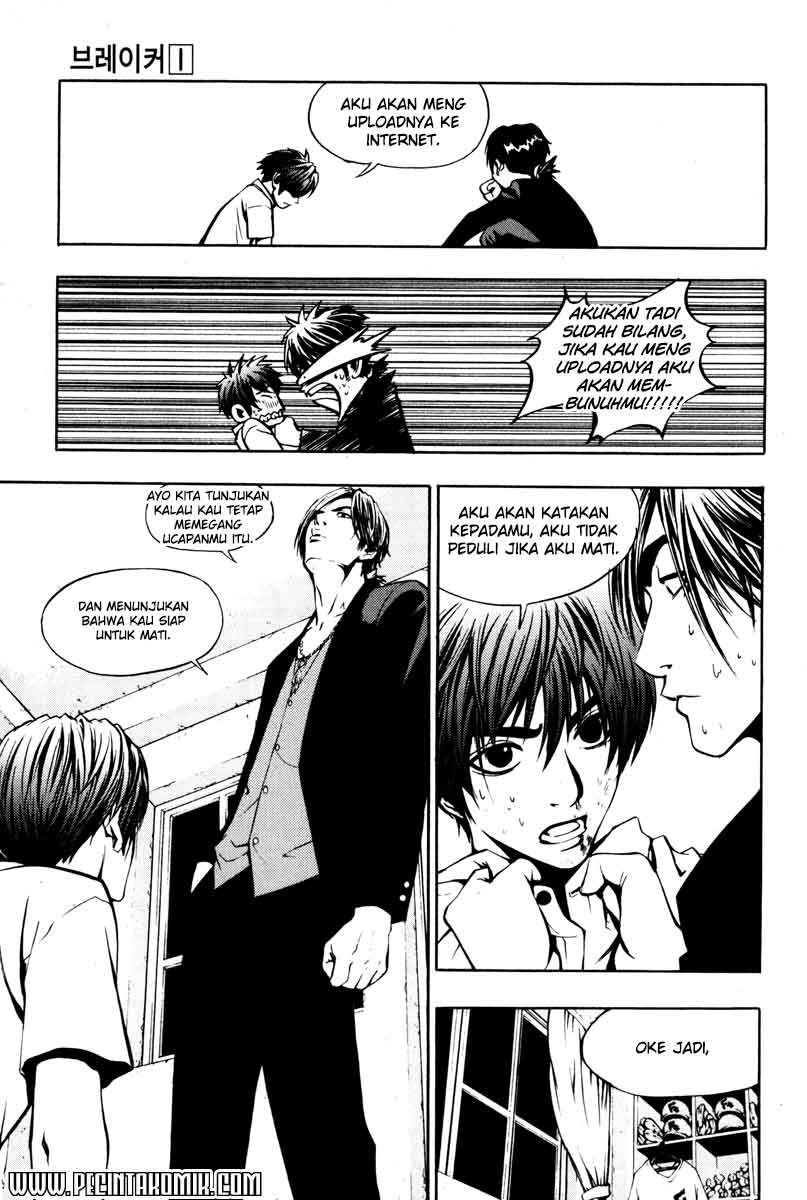 브레이커 1
AKU AKAN MENG
UPLOADNYA KE
INTERNET.
AKUKAN TADI
SUDAH BILANG,
JIKA KAU MENG
UPLOADNYA AKU
AKAN MEM-
BUNUHMU!!!!!
AKU AKAN KATAKAN
KEPADAMU, AKU TIDAK
PEDULI JIKA AKU MATI.
OKE JADI,
AYO KITA TUNJUKAN
KALAU KAU TETAP
MEMEGANG
UCAPANMU ITU.
DAN MENUNJUKAN
BAHWA KAU SIAP
UNTUK MATI.
WWW.PECINTAKOMIK.COM